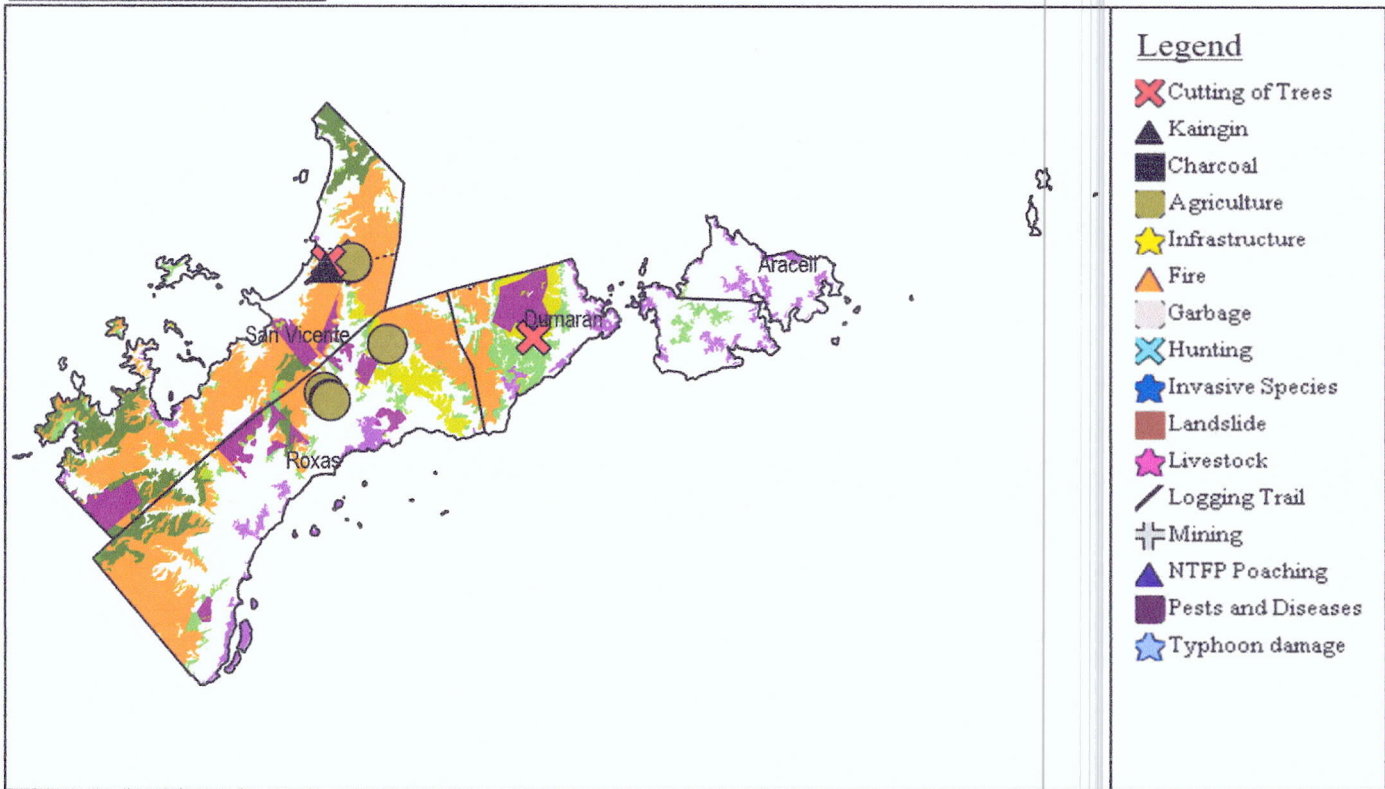 Araceli
Dumaran
San Vicente
Roxas
Legend
Cutting of Trees
Kaingin
Charcoal
Agriculture
Infrastructure
Fire
Garbage
Hunting
Invasive Species
Landslide
Livestock
Logging Trail
Mining
NTFP Poaching
Pests and Diseases
Typhoon damage